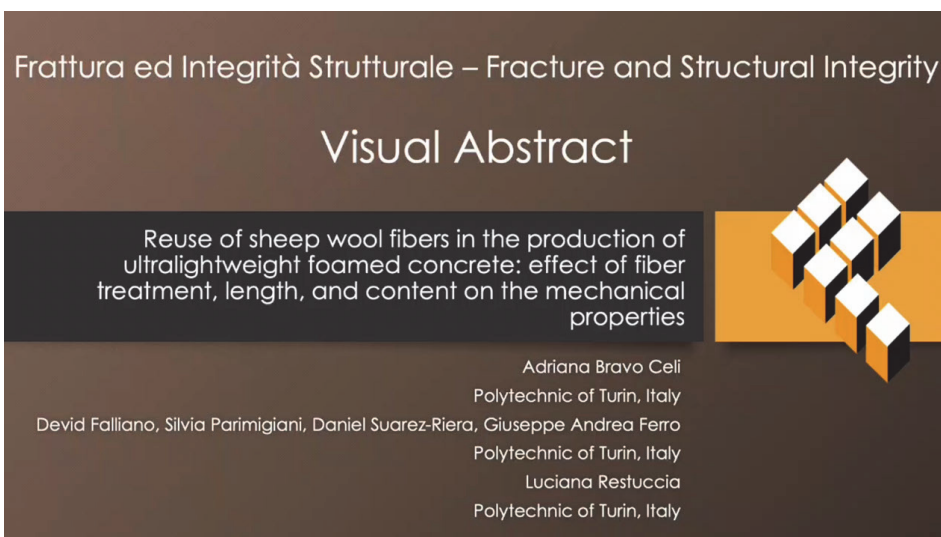 Frattura ed Integrità Strutturale – Fracture and Structural Integrity
Visual Abstract
Reuse of sheep wool fibers in the production of
ultralightweight foamed concrete: effect of fiber
treatment, length, and content on the mechanical
properties
Adriana Bravo Celi
Polytechnic of Turin, Italy
Devid Falliano, Silvia Parimigiani, Daniel Suarez-Riera, Giuseppe Andrea Ferro
Polytechnic of Turin, Italy
Luciana Restuccia
Polytechnic of Turin, Italy